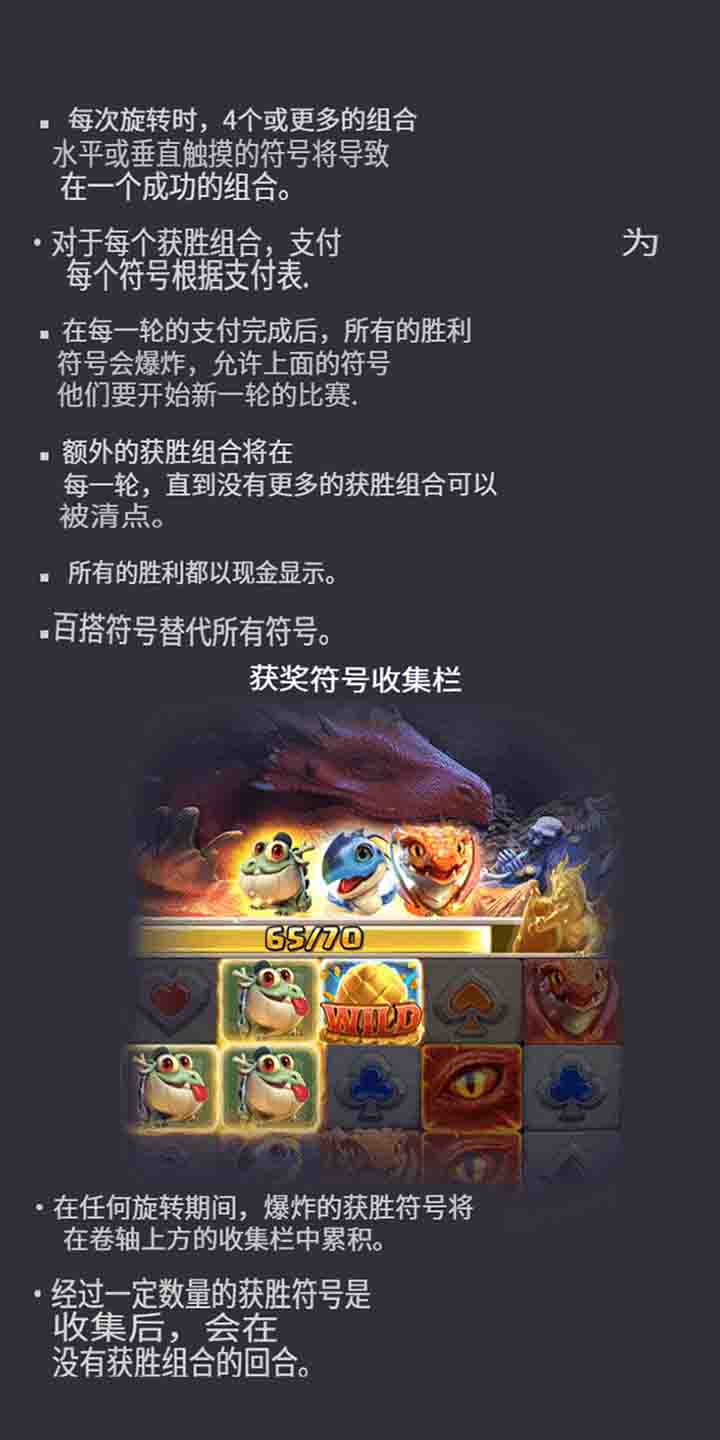 ▪ 每次旋转时，4个或更多的组合
水平或垂直触摸的符号将导致
在一个成功的组合。
• 对于每个获胜组合，支付 为
每个符号根据支付表.
▪ 在每一轮的支付完成后，所有的胜利
符号会爆炸，允许上面的符号
他们要开始新一轮的比赛.
▪ 额外的获胜组合将在
每一轮，直到没有更多的获胜组合可以
被清点。
▪ 所有的胜利都以现金显示。
▪百搭符号替代所有符号。
获奖符号收集栏
65/70
WILD
• 在任何旋转期间，爆炸的获胜符号将
在卷轴上方的收集栏中累积。
• 经过一定数量的获胜符号是
收集后，会在
没有获胜组合的回合。